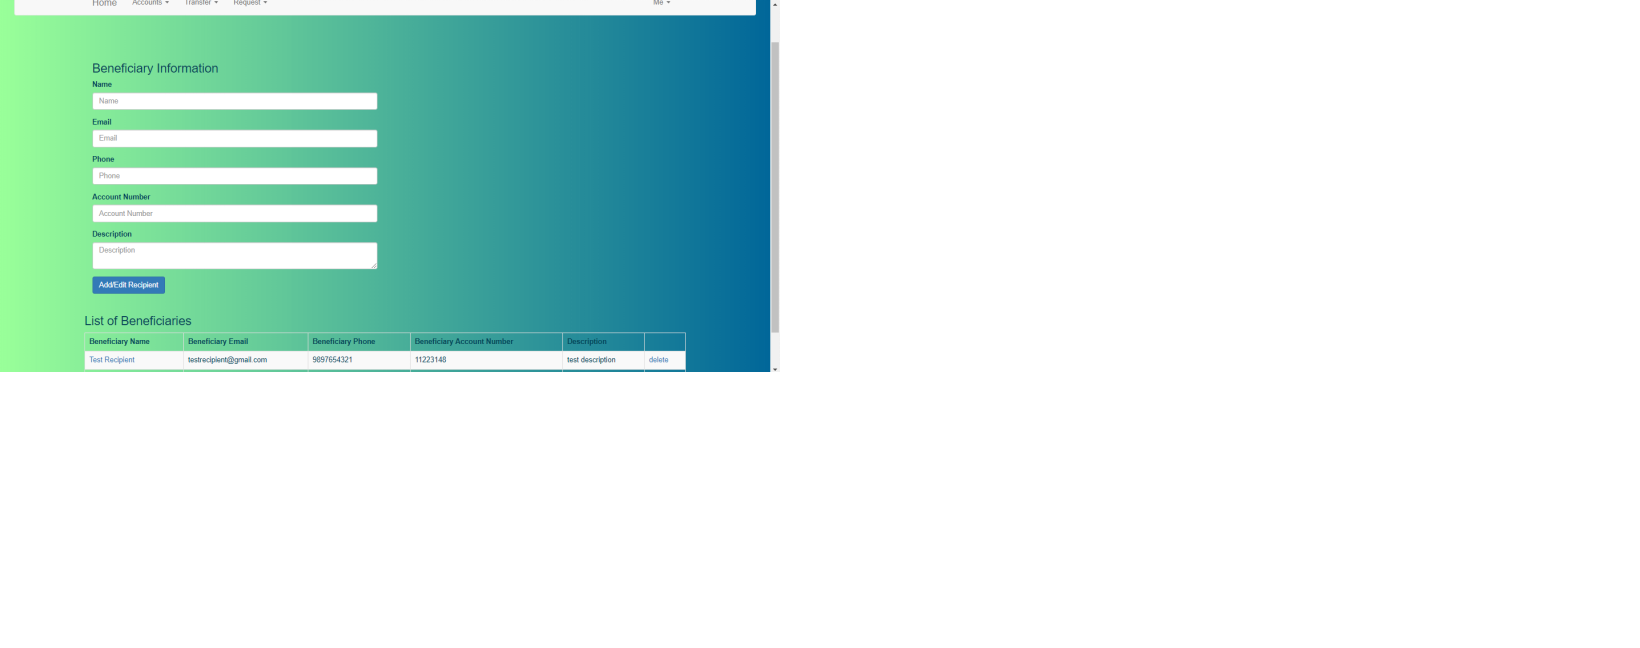 Home Accounts Transfer Request Me
Beneficiary Information
Name
Name
Email
Email
Phone
Phone
Account Number
Account Number
Description
Description
Add/Edit Recipient
List of Beneficiaries
Beneficiary Name Beneficiary Email Beneficiary Phone Beneficiary Account Number Description
Test Recipient testrecipient@gmail.com 9897654321 11223148 test description delete